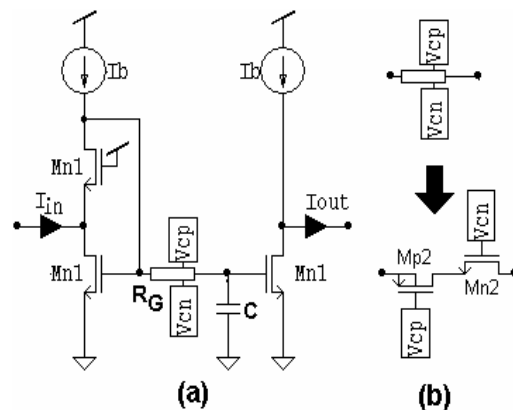 Ib
Ib
Mn1
Iin
Mn1
Vcp
RG
Vcn
C
Iout
Mn1
(a)
Vcp
Vcn
Vcn
Mp2
Mn2
Vcp
(b)